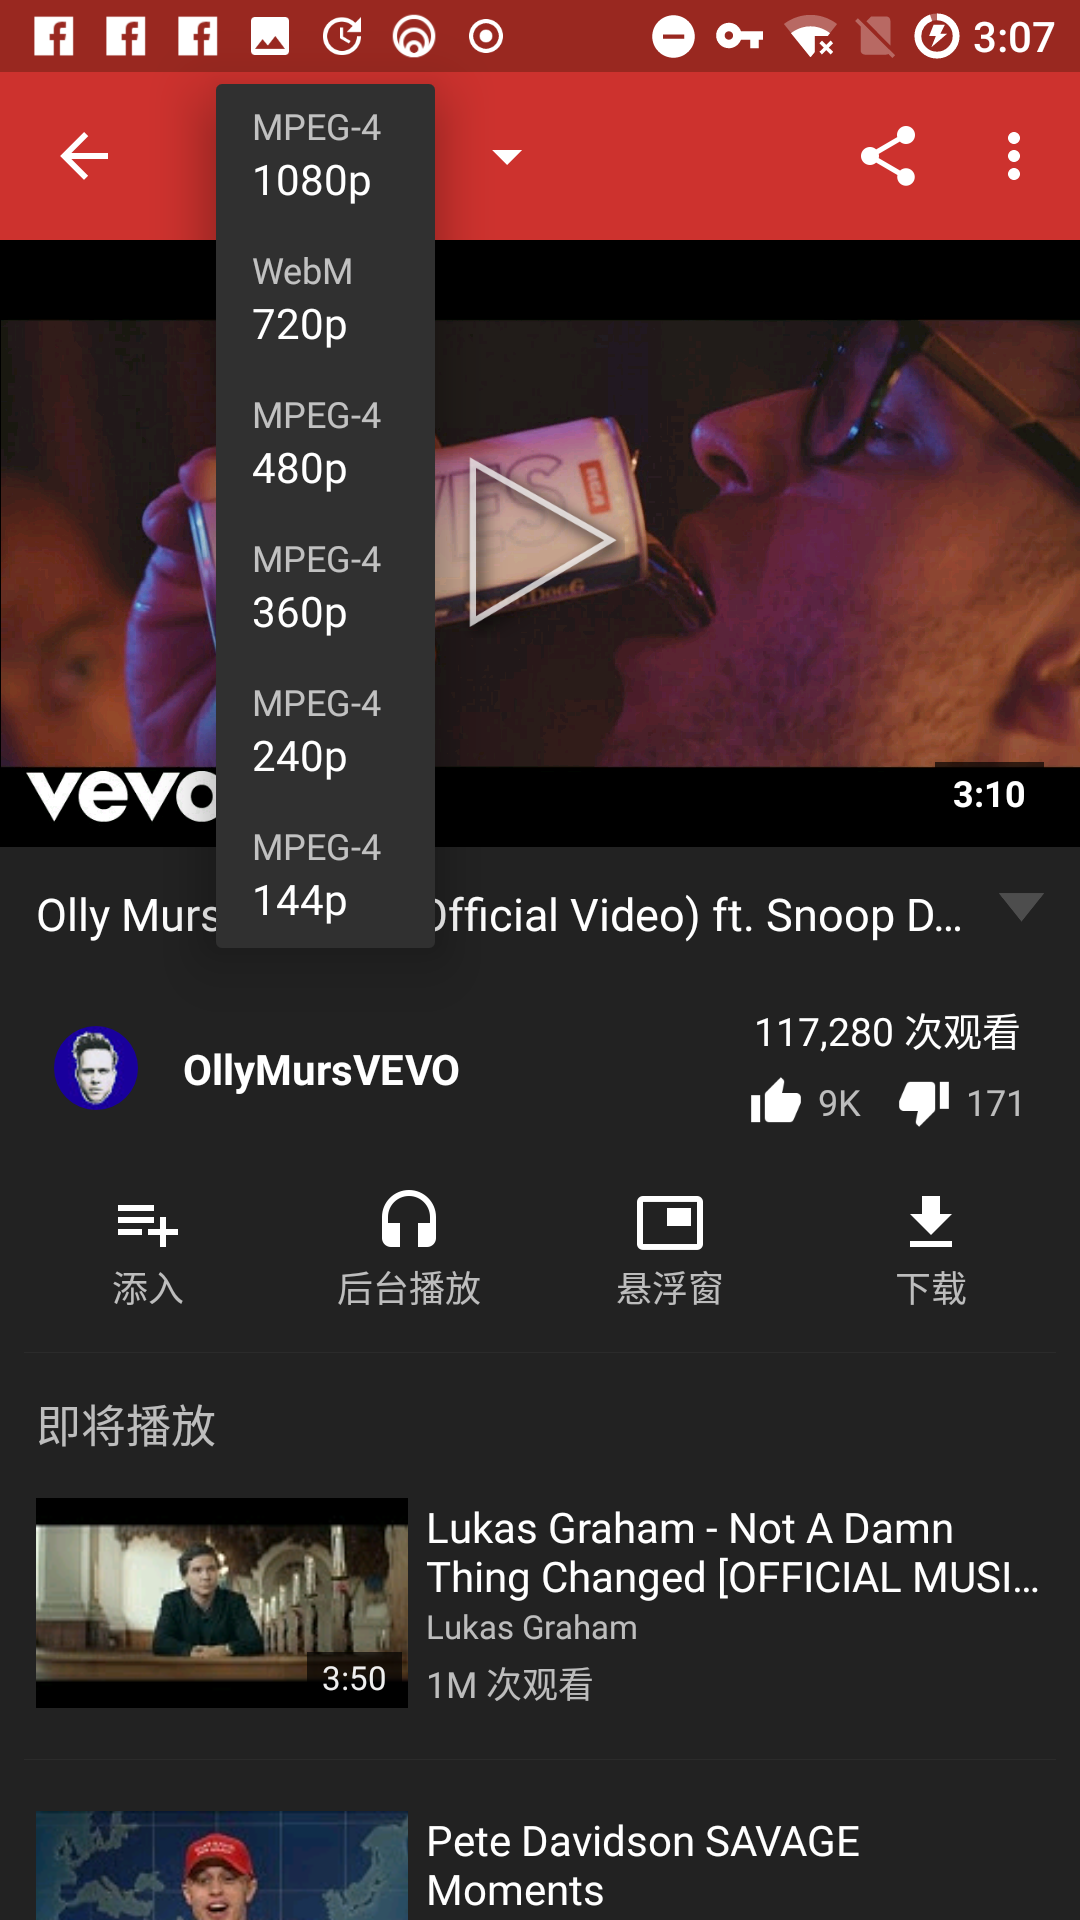 3:07
MPEG-4
1080p
WebM
720p
MPEG-4
480p
MPEG-4
360p
MPEG-4
240p
MPEG-4
144p
RCA
vevo
3:10
Olly Murs Official Video) ft. Snoop D...
OllyMursVEVO
117,280 次观看
9K 171
添入 后台播放 悬浮窗 下载
即将播放
Lukas Graham - Not A Damn
Thing Changed [OFFICIAL MUSI...
Lukas Graham
1M 次观看
3:50
Pete Davidson SAVAGE
Moments